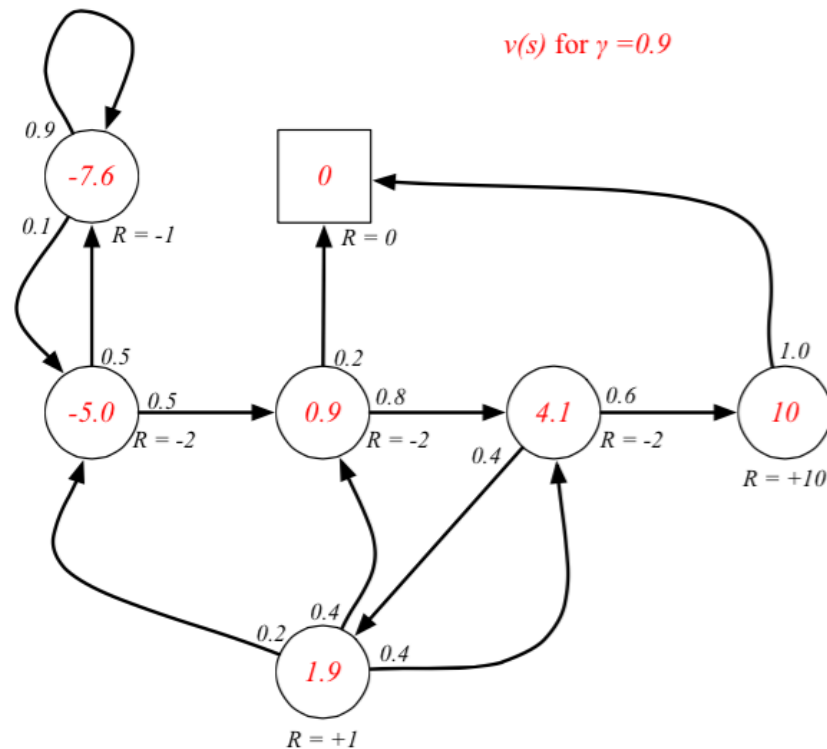 v(s) for γ =0.9
0.9
-7.6
0
0.1
R = -1
R = 0
0.5
0.2
1.0
-5.0
0.5
0.9
0.8
4.1
0.6
10
R = -2
R = -2
R = -2
0.4
R = +10
0.4
0.2
0.4
1.9
R = +1